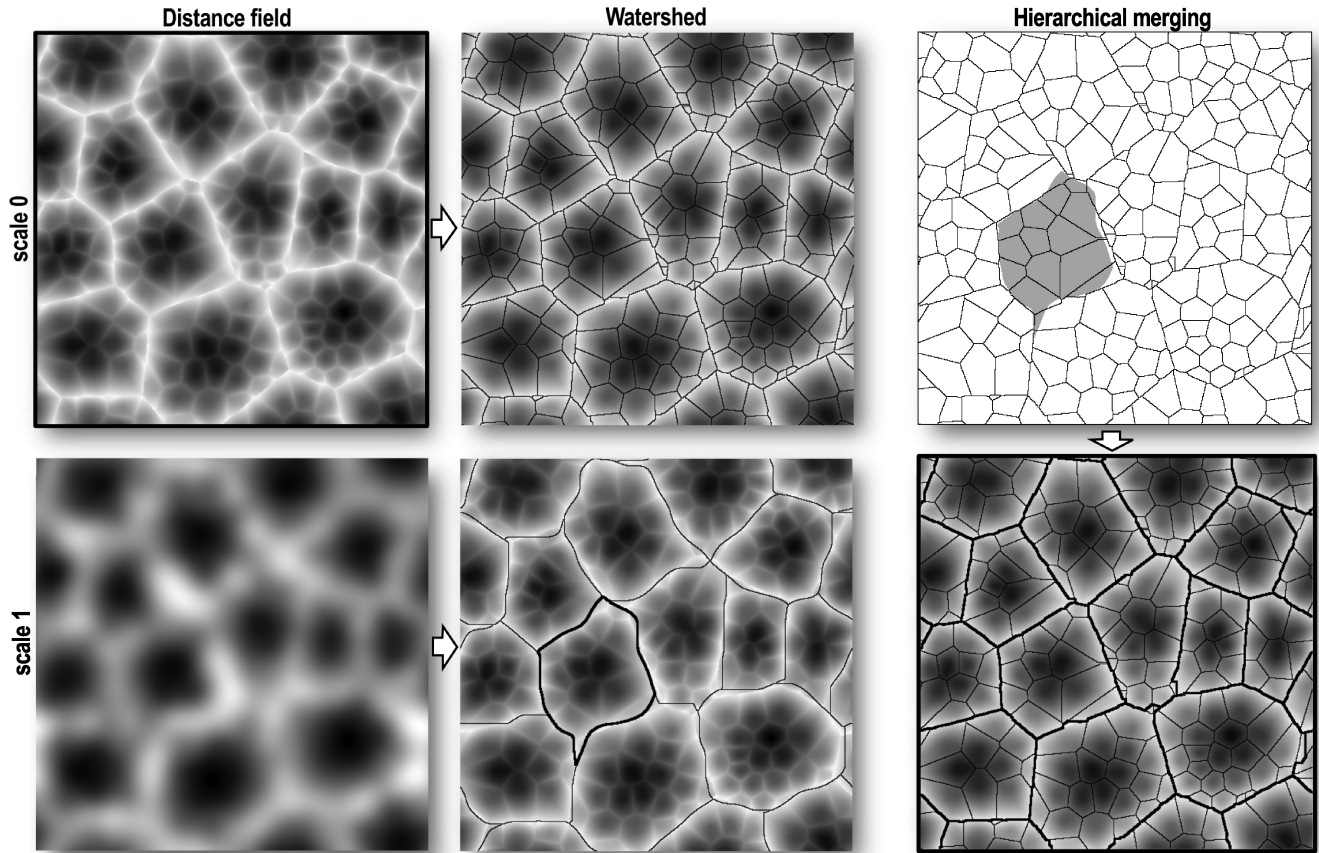 Distance field
Watershed
Hierarchical merging
scale 0
scale 1